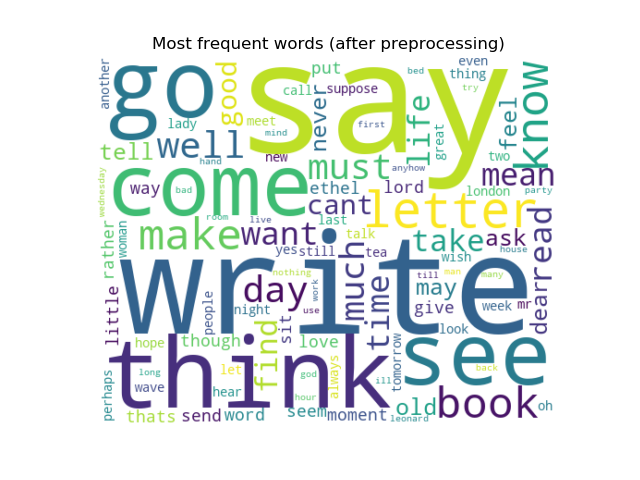 Most frequent words (after preprocessing)
another
go
good
say
put
call
suppose
never
even
thing
bed
try
know
lady
meet
mind
first
life
great
feel
tell
well
hand
new
must
anyhow
two
mean
wednesday
way
bad
come
ethel
lord
london
party
cant
letter
room
live
last
rather
woman
make
want
yes
still
talk
tea
much
take
ask
wish
house
dear
read
write
nothing
till
man
many
day
work
use
time
may
give
week
mr
little
people
night
sit
look
hope
though
find
love
think
see
tomorrow
long
wave
let
hear
god
always
ill
back
perhaps
hour
thats
send
word
seem
moment
leonard
old
book
oh